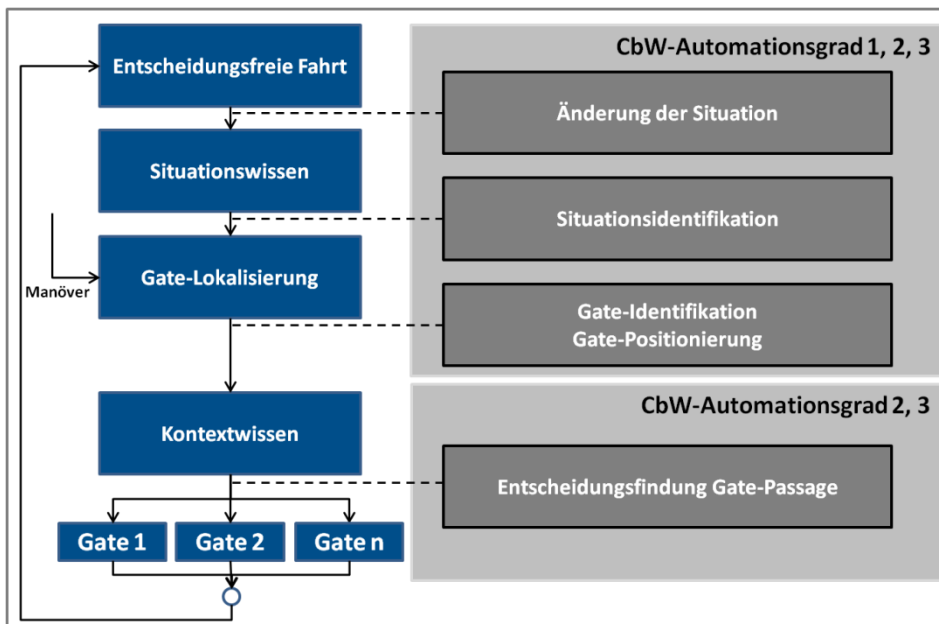 CbW-Automationsgrad 1, 2, 3
Entscheidungsfreie Fahrt
Änderung der Situation
Situationswissen
Situationsidentifikation
Gate-Lokalisierung
Manöver
Gate-Identifikation
Gate-Positionierung
CbW-Automationsgrad 2, 3
Kontextwissen
Entscheidungsfindung Gate-Passage
Gate 1
Gate 2
Gate n